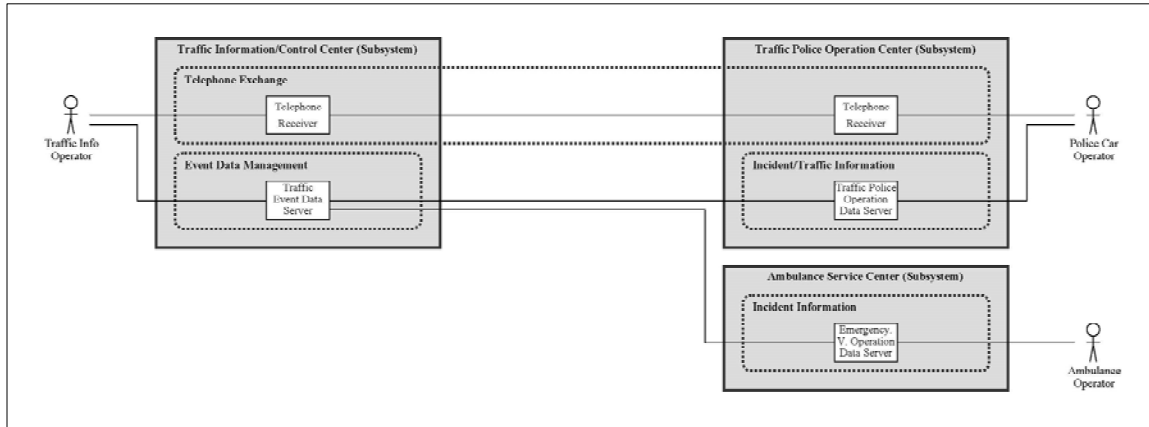 Traffic Information/Control Center (Subsystem)
Telephone Exchange
Telephone
Receiver
Traffic Info
Operator
Event Data Management
Traffic
Event Data
Server
Traffic Police Operation Center (Subsystem)
Telephone
Receiver
Police Car
Operator
Incident/Traffic Information
Traffic Police
Operation
Data Server
Ambulance Service Center (Subsystem)
Incident Information
Emergency.
V. Operation
Data Server
Ambulance
Operator